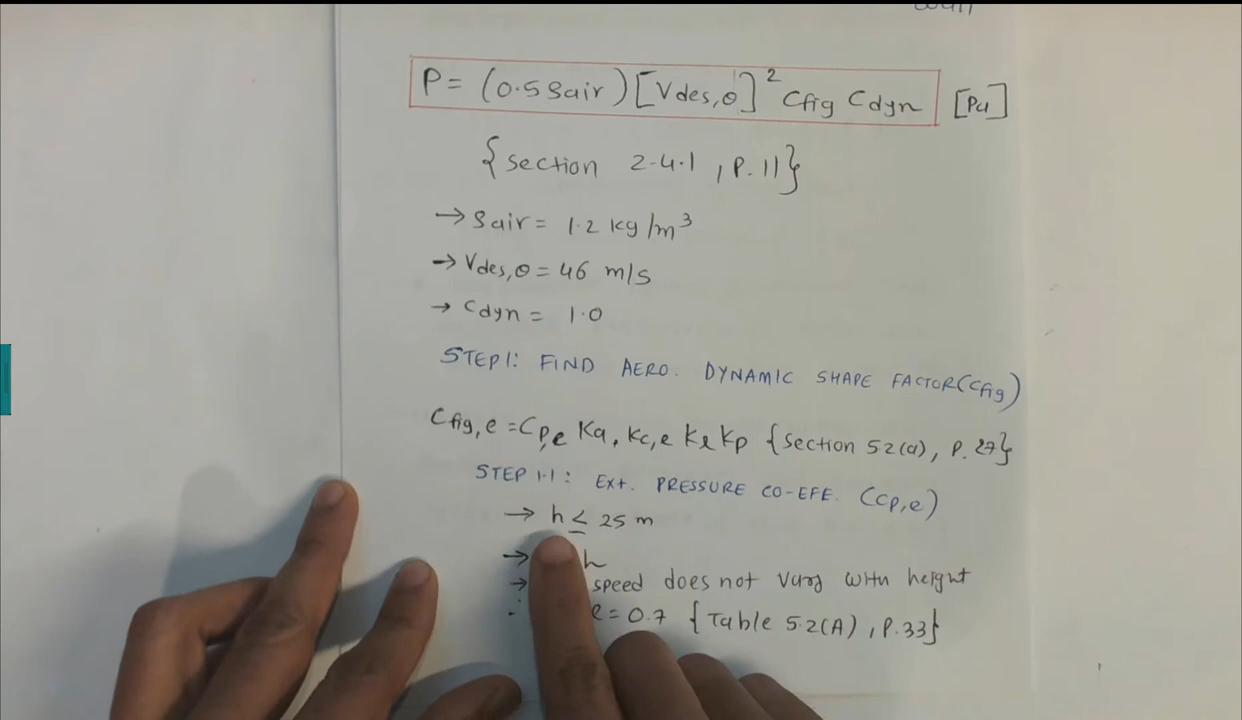 wall
P = (0.5 ρair) [Vdes,θ]² Cfig Cdyn [Pa]
{section 2.4.1, P.11}
→ ρair = 1.2 kg/m³
→ Vdes,θ = 46 m/s
→ Cdyn = 1.0
STEP 1: FIND AERO. DYNAMIC SHAPE FACTOR (Cfig)
Cfig,e = Cp,e Ka, Kc,e Kl Kp {section 5.2(a), P.27}
STEP 1.1: EXT. PRESSURE CO-EFE. (Cp,e)
→ h ≤ 25 m
→ h
→ speed does not vary with height
e = 0.7 {Table 5.2(A), P.33}